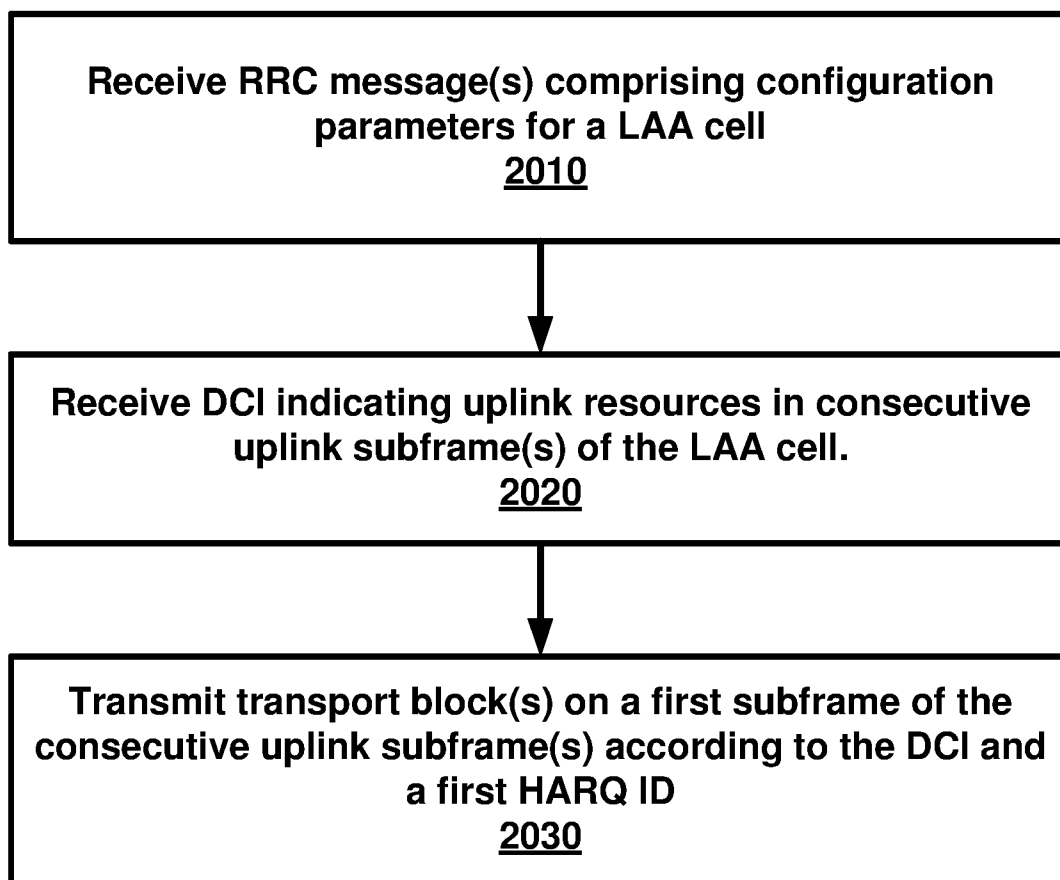 Receive RRC message(s) comprising configuration
parameters for a LAA cell
2010
Receive DCI indicating uplink resources in consecutive
uplink subframe(s) of the LAA cell.
2020
Transmit transport block(s) on a first subframe of the
consecutive uplink subframe(s) according to the DCI and
a first HARQ ID
2030